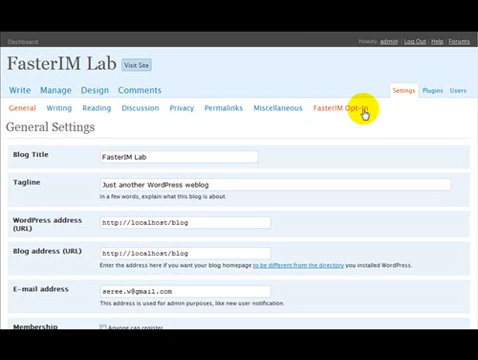 Dashboard
Howdy, admin! | Log Out | Help | Forums
FasterIM Lab Visit Site
Write Manage Design Comments Settings Plugins Users
General Writing Reading Discussion Privacy Permalinks Miscellaneous FasterIM Opt-in
General Settings
Blog Title FasterIM Lab
Tagline Just another WordPress weblog
In a few words, explain what this blog is about.
WordPress address (URL) http://localhost/blog
Blog address (URL) http://localhost/blog
Enter the address here if you want your blog homepage to be different from the directory you installed WordPress.
E-mail address seree.w@gmail.com
This address is used for admin purposes, like new user notification.
Membership Anyone can register